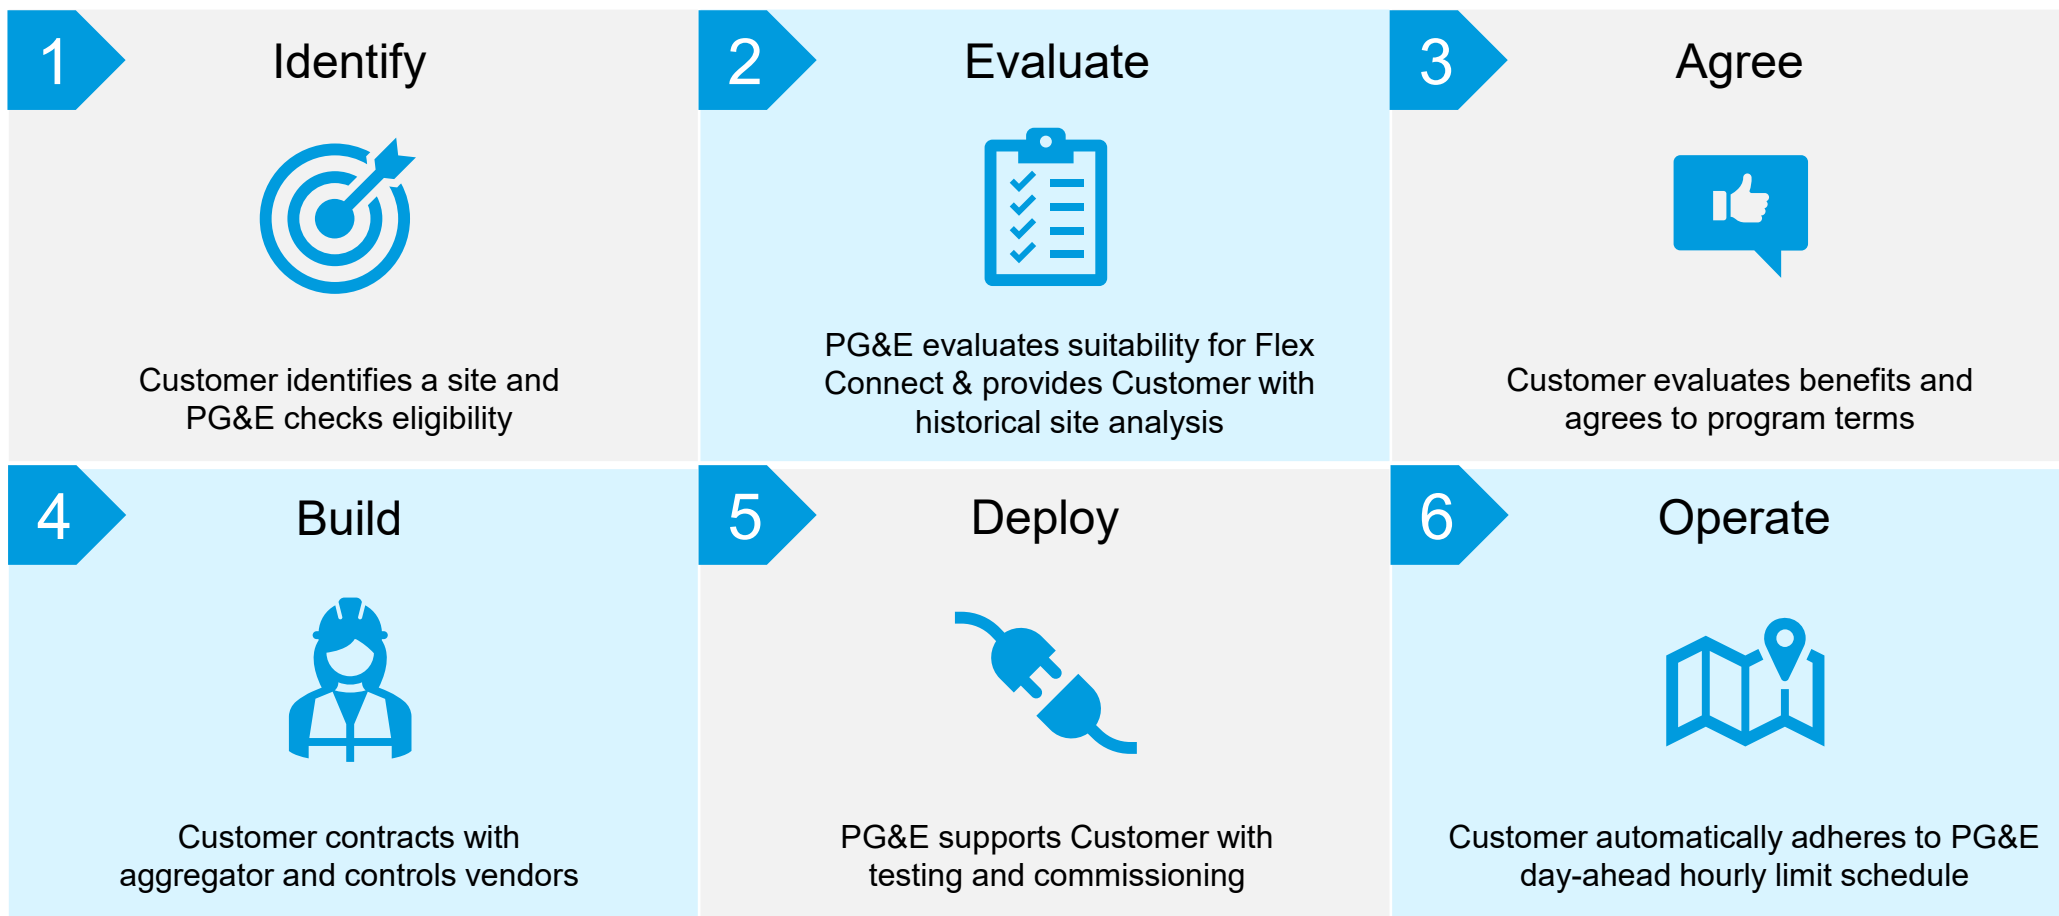 1
Identify
Customer identifies a site and
PG&E checks eligibility
2
Evaluate
PG&E evaluates suitability for Flex
Connect & provides Customer with
historical site analysis
3
Agree
Customer evaluates benefits and
agrees to program terms
4
Build
Customer contracts with
aggregator and controls vendors
5
Deploy
PG&E supports Customer with
testing and commissioning
6
Operate
Customer automatically adheres to PG&E
day-ahead hourly limit schedule